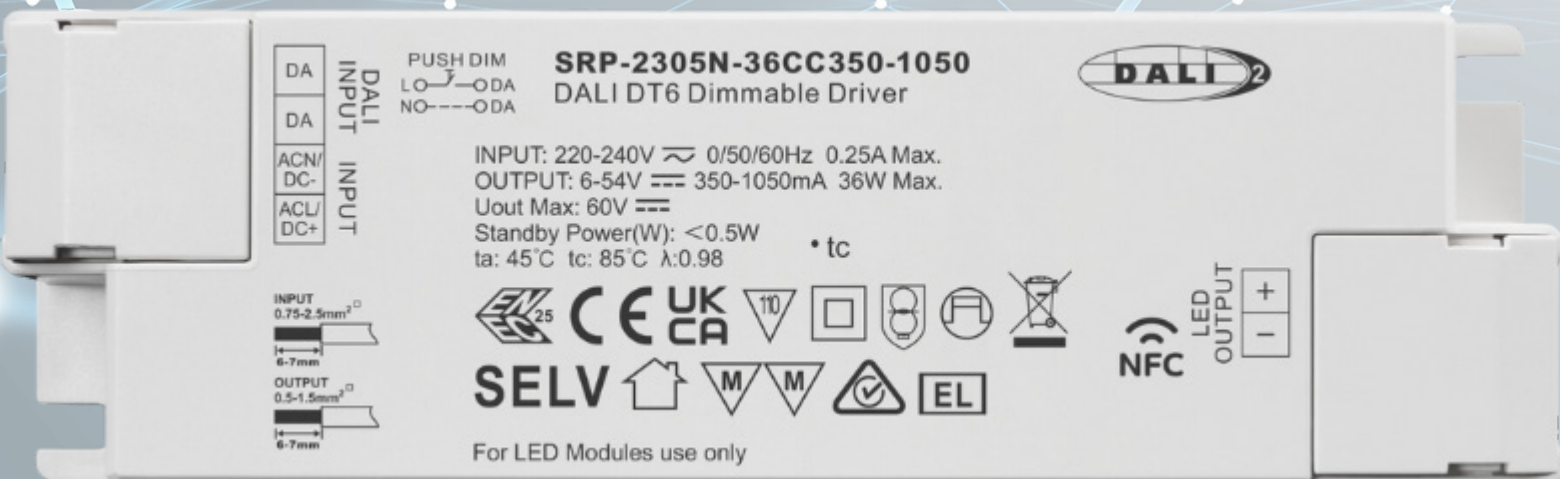 DA
DA
DALI
INPUT
ACN/
DC-
ACL/
DC+
INPUT
PUSH DIM
L DA
N DA
SRP-2305N-36CC350-1050
DALI DT6 Dimmable Driver
DALI 2
INPUT: 220-240V 0/50/60Hz 0.25A Max.
OUTPUT: 6-54V 350-1050mA 36W Max.
Uout Max: 60V
Standby Power(W): <0.5W
ta: 45°C tc: 85°C λ:0.98
• tc
INPUT
0.75-2.5mm²
6-7mm
OUTPUT
0.5-1.5mm²
6-7mm
ENEC 25 CE UK
CA 110
SELV M M EL
For LED Modules use only
NFC
LED
OUTPUT
+
-